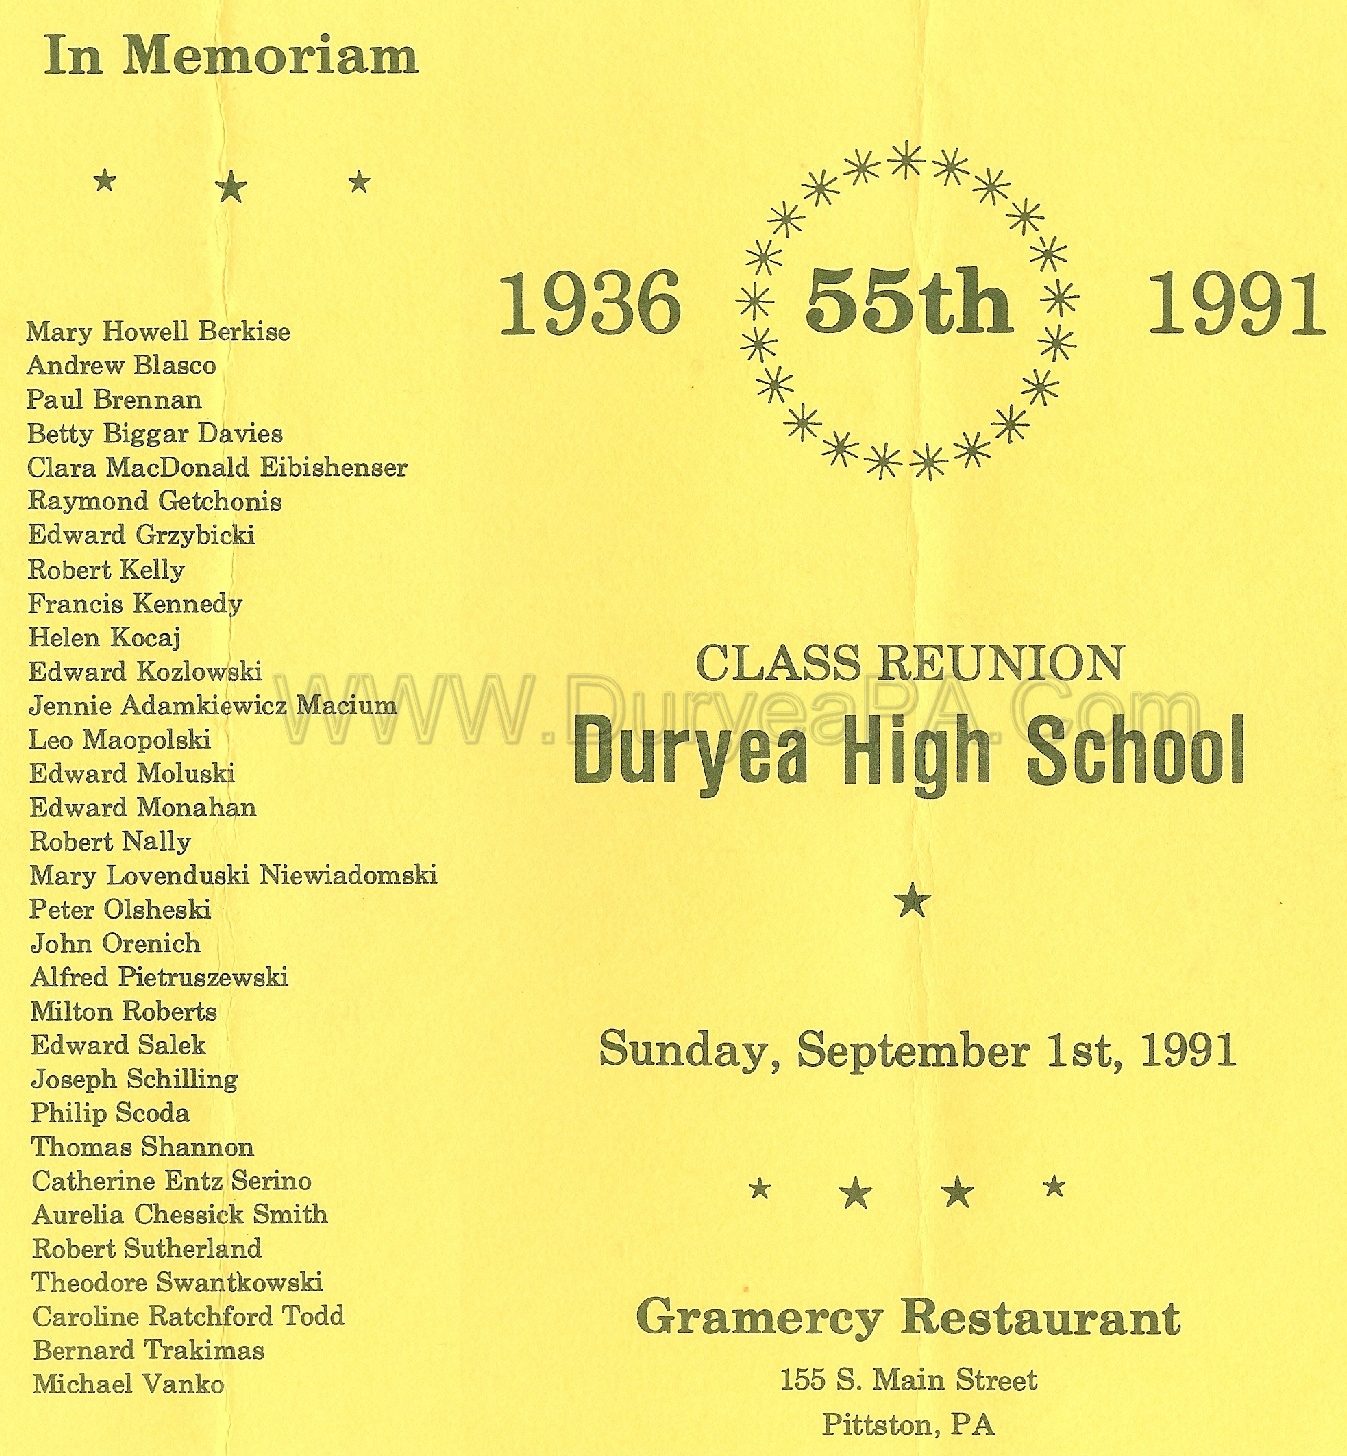 In Memoriam
Mary Howell Berkise
Andrew Blasco
Paul Brennan
Betty Biggar Davies
Clara MacDonald Eibishenser
Raymond Getchonis
Edward Grzybicki
Robert Kelly
Francis Kennedy
Helen Kocaj
Edward Kozlowski
Jennie Adamkiewicz Macium
Leo Maopolski
Edward Moluski
Edward Monahan
Robert Nally
Mary Lovenduski Niewiadomski
Peter Olsheski
John Orenich
Alfred Pietruszewski
Milton Roberts
Edward Salek
Joseph Schilling
Philip Scoda
Thomas Shannon
Catherine Entz Serino
Aurelia Chessick Smith
Robert Sutherland
Theodore Swantkowski
Caroline Ratchford Todd
Bernard Trakimas
Michael Vanko
1936 55th 1991
CLASS REUNION
WWW.DuryeaPA.Com
Duryea High School
Sunday, September 1st, 1991
Gramercy Restaurant
155 S. Main Street
Pittston, PA